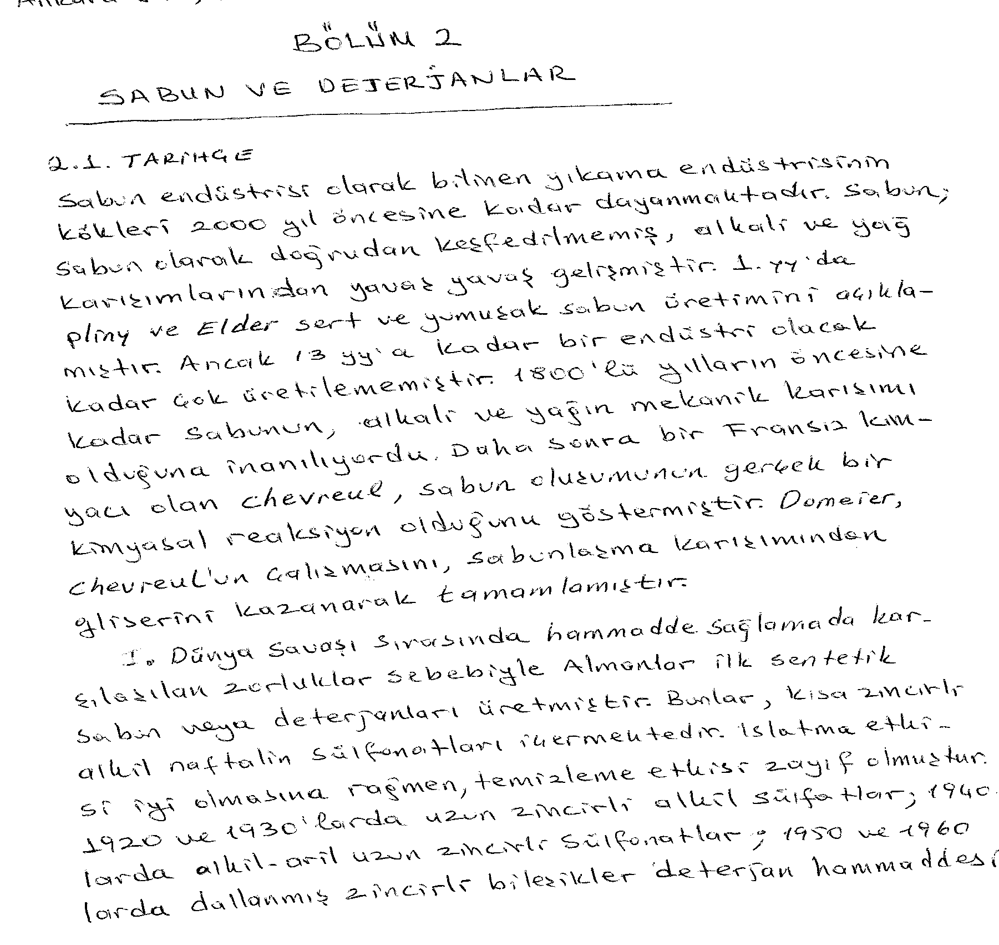 BÖLÜM 2
SABUN VE DETERJANLAR
2.1. TARİHÇE
Sabun endüstrisi olarak bilinen yıkama endüstrisinin
kökleri 2000 yıl öncesine kadar dayanmaktadır. Sabun;
sabun olarak doğrudan keşfedilmemiş, alkali ve yağ
karışımlarından yavaş yavaş gelişmiştir. 1. yy'da
pliny ve Elder sert ve yumuşak sabun üretimini açıkla-
mıştır. Ancak 13 yy'a kadar bir endüstri olacak
kadar çok üretilememiştir. 1800'lü yılların öncesine
kadar sabunun, alkali ve yağın mekanik karışımı
olduğuna inanılıyordu. Daha sonra bir Fransız kim-
yacı olan chevreul, sabun oluşumunun gerçek bir
kimyasal reaksiyon olduğunu göstermiştir. Domeier,
chevreul'un çalışmasını, sabunlaşma karışımından
gliserini kazanarak tamamlamıştır.
I. Dünya Savaşı sırasında hammadde sağlamada kar-
şılaşılan zorluklar sebebiyle Almanlar ilk sentetik
sabun veya deterjanları üretmiştir. Bunlar, kısa zincirli
alkil naftalin sülfonatları içermektedir. Islatma etki-
si iyi olmasına rağmen, temizleme etkisi zayıf olmuştur.
1920 ve 1930'larda uzun zincirli alkil sülfatlar; 1940
larda alkil-aril uzun zincirli sülfonatlar; 1950 ve 1960
larda dallanmış zincirli bileşikler deterjan hammaddesi